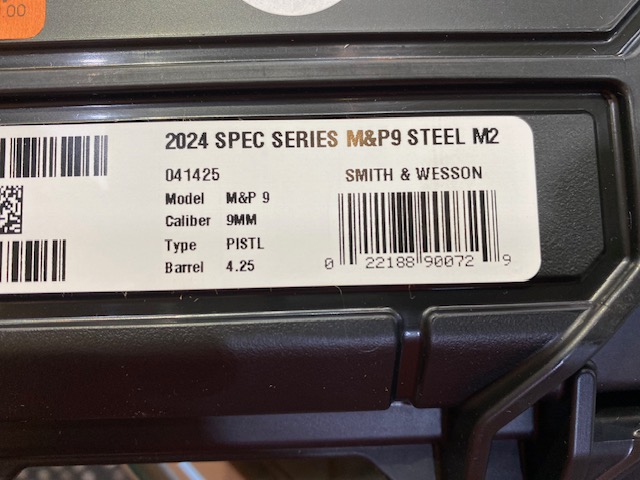 .00
2024 SPEC SERIES M&P9 STEEL M2
041425
SMITH & WESSON
Model M&P 9
Caliber 9MM
Type PISTL
Barrel 4.25
0 22188 90072 9